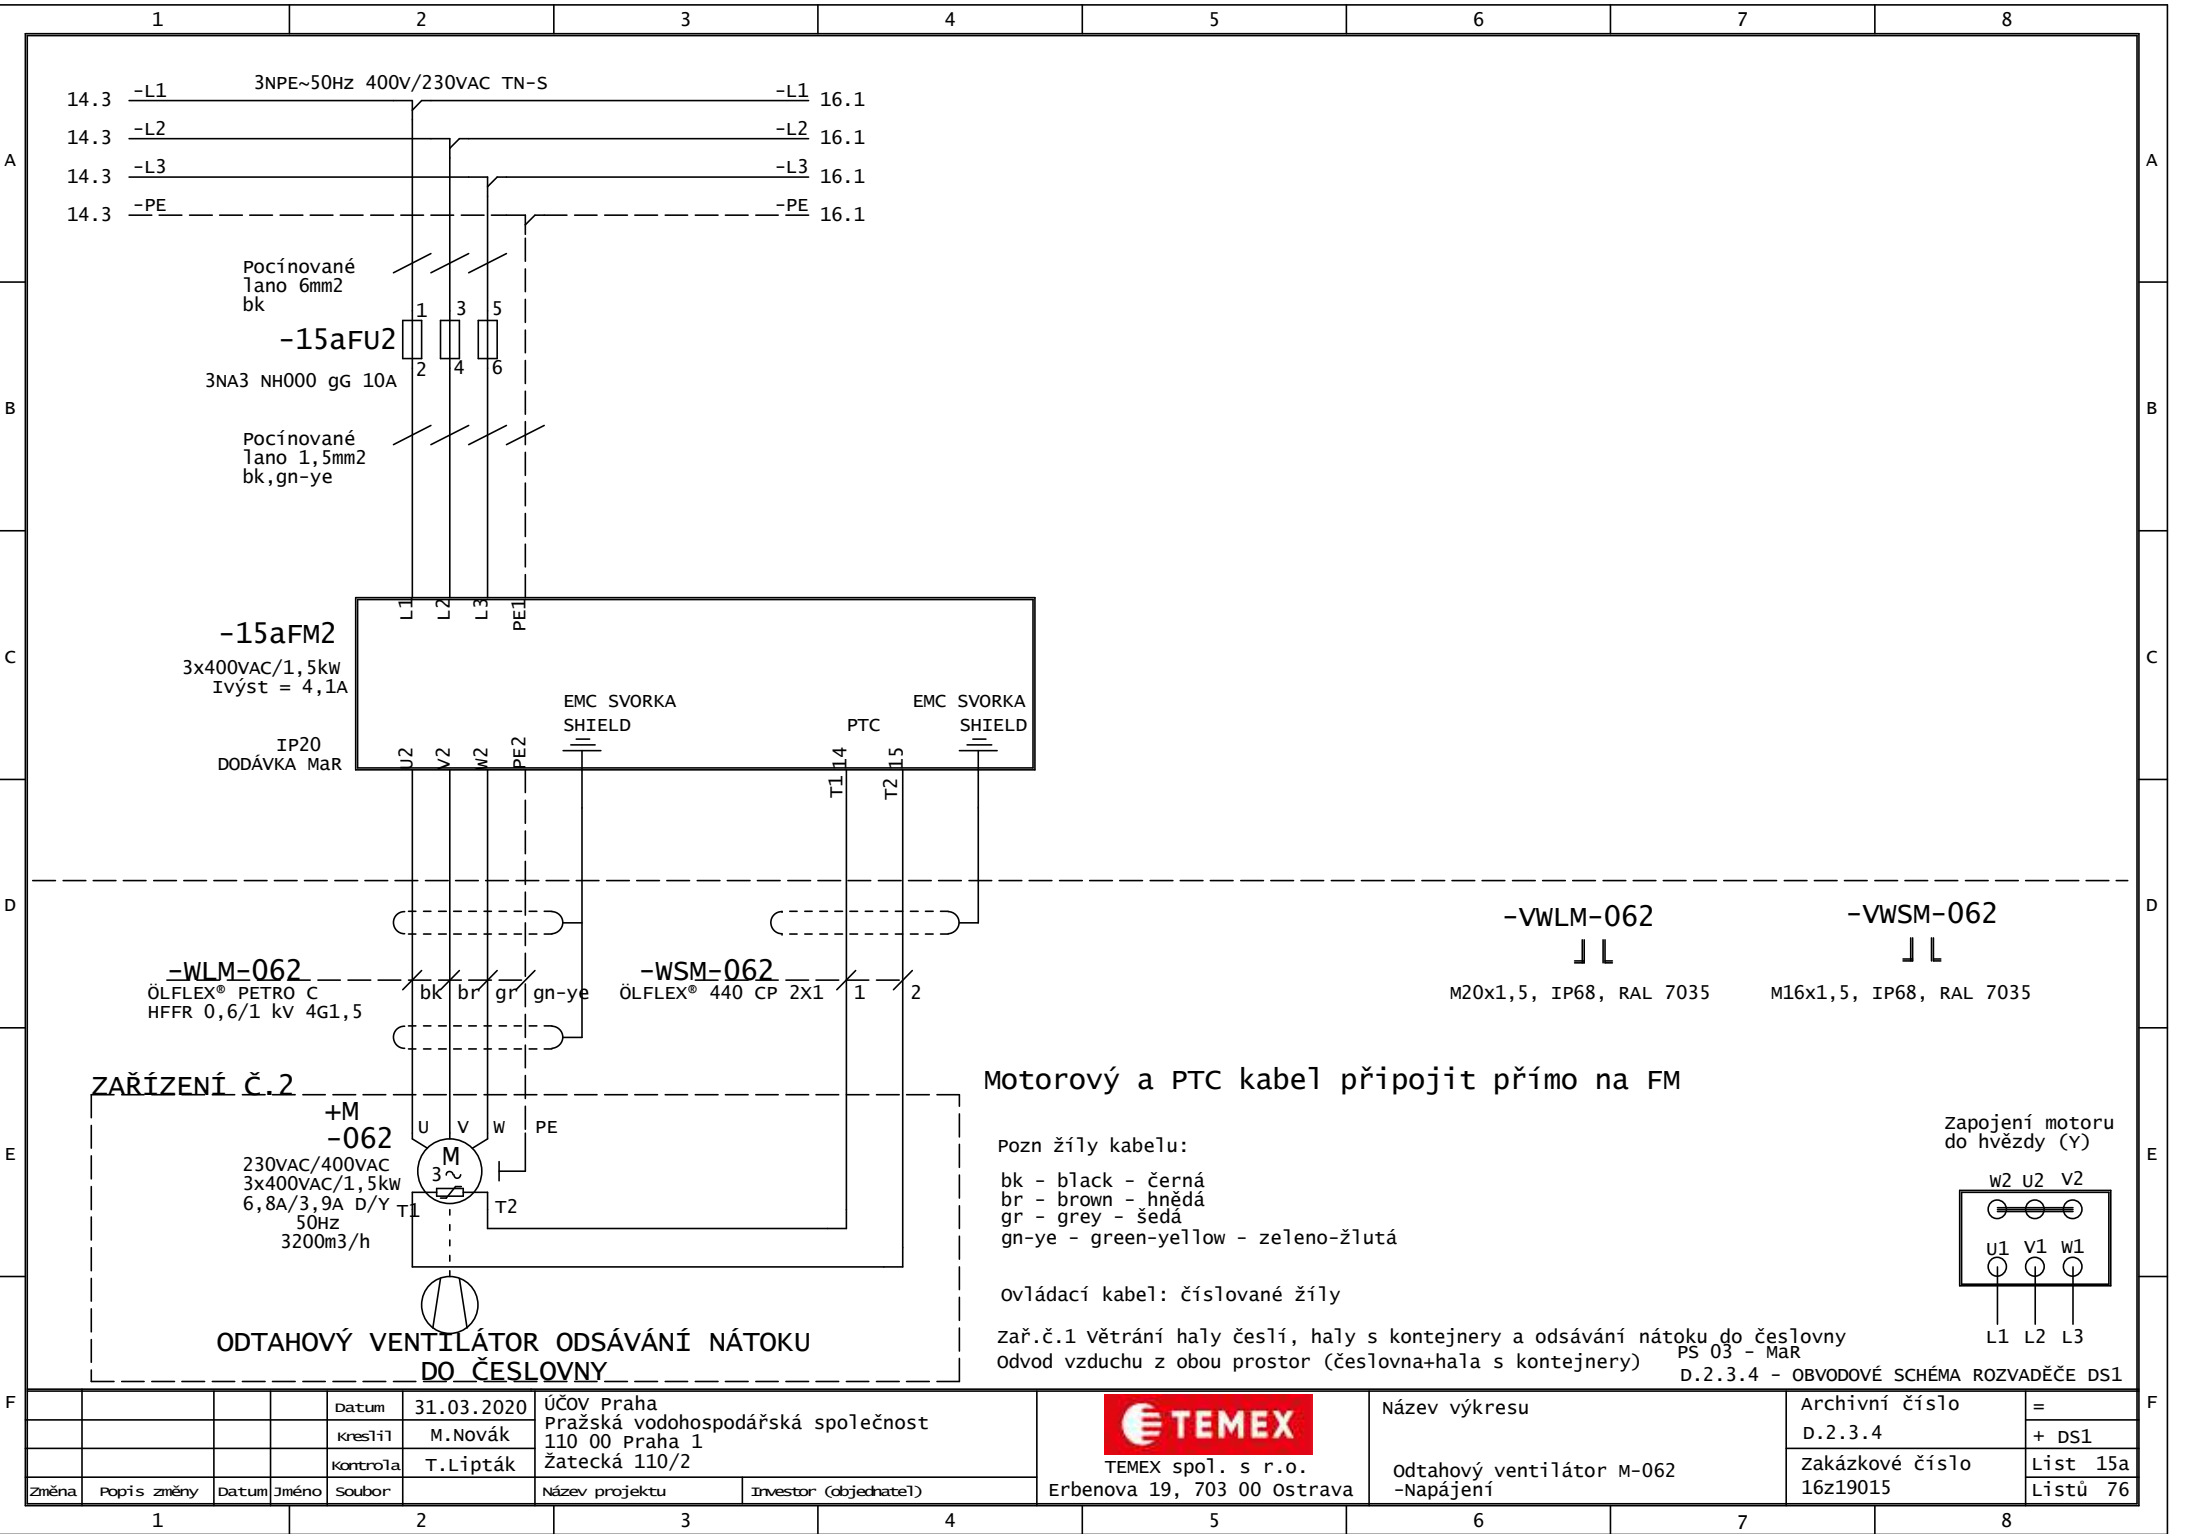 1 2 3 4 5 6 7 8
3NPE~50Hz 400V/230VAC TN-S
14.3 -L1 -L1 16.1
14.3 -L2 -L2 16.1
14.3 -L3 -L3 16.1
14.3 -PE -PE 16.1
A A
Pocínované
lano 6mm2
bk
1 3 5
-15aFU2
2 4 6
3NA3 NH000 gG 10A
B B
Pocínované
lano 1,5mm2
bk,gn-ye
L1 L2 L3 PE1
-15aFM2
3x400VAC/1,5kW
Ivýst = 4,1A
C C
EMC SVORKA
SHIELD
PTC
EMC SVORKA
SHIELD
IP20
DODÁVKA MaR
U2 V2 W2 PE2 14 15
T1 T2
D D
-VWLM-062 -VWSM-062
M20x1,5, IP68, RAL 7035 M16x1,5, IP68, RAL 7035
-WLM-062
ÖLFLEX® PETRO C
HFFR 0,6/1 kV 4G1,5
bk br gr gn-ye
-WSM-062
ÖLFLEX® 440 CP 2X1 1 2
ZAŘÍZENÍ Č.2
+M
-062
U V W PE
M
3~
230VAC/400VAC
3x400VAC/1,5kW
6,8A/3,9A D/Y
50Hz
3200m3/h
T1 T2
ODTAHOVÝ VENTILÁTOR ODSÁVÁNÍ NÁTOKU
DO ČESLOVNY
Motorový a PTC kabel připojit přímo na FM
E E
Pozn žíly kabelu:
bk - black - černá
br - brown - hnědá
gr - grey - šedá
gn-ye - green-yellow - zeleno-žlutá
Ovládací kabel: číslované žíly
Zapojení motoru
do hvězdy (Y)
W2 U2 V2
U1 V1 W1
L1 L2 L3
Zař.č.1 Větrání haly česlí, haly s kontejnery a odsávání nátoku do česlovny
Odvod vzduchu z obou prostor (česlovna+hala s kontejnery)
PS 03 - MaR
D.2.3.4 - OBVODOVÉ SCHÉMA ROZVADĚČE DS1
F F
Datum 31.03.2020
Kreslil M.Novák
Kontrola T.Lipták
Změna Popis změny Datum Jméno Soubor
ÚČOV Praha
Pražská vodohospodářská společnost
110 00 Praha 1
Žatecká 110/2
Název projektu Investor (objednatel)
TEMEX
TEMEX spol. s r.o.
Erbenova 19, 703 00 Ostrava
Název výkresu
Odtahový ventilátor M-062
-Napájení
Archivní číslo
D.2.3.4
Zakázkové číslo
16z19015
=
+ DS1
List 15a
Listů 76
1 2 3 4 5 6 7 8